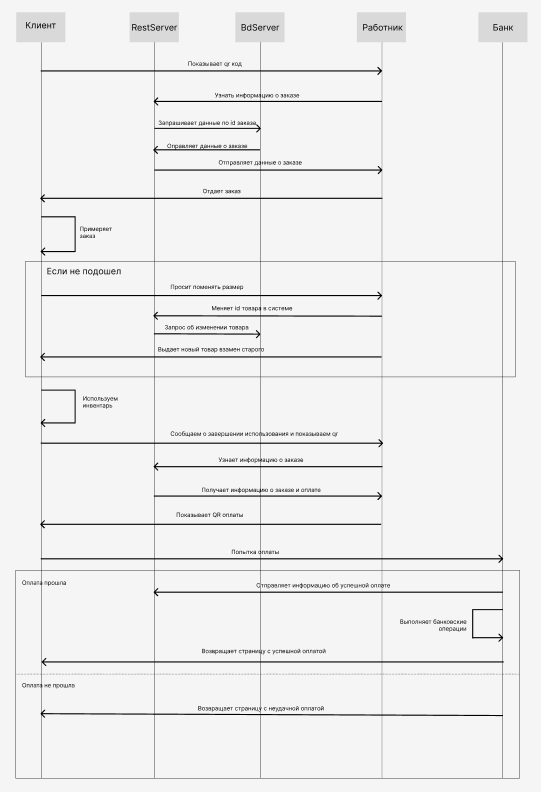 Клиент
RestServer
BdServer
Работник
Банк
Показывает qr код
Узнать информацию о заказе
Запрашивает данные по id заказа
Оправляет данные о заказе
Отправляет данные о заказе
Отдает заказ
Примеряет
заказ
Если не подошел
Просит поменять размер
Меняет id товара в системе
Запрос об изменении товара
Выдает новый товар взамен старого
Используем
инвентарь
Сообщаем о завершении использования и показываем qr
Узнает информацию о заказе
Получает информацию о заказе и оплате
Показывает QR оплаты
Попытка оплаты
Оплата прошла
Отправляет информацию об успешной оплате
Выполняет банковские
операции
Возвращает страницу с успешной оплатой
Оплата не прошла
Возвращает страницу с неудачной оплатой